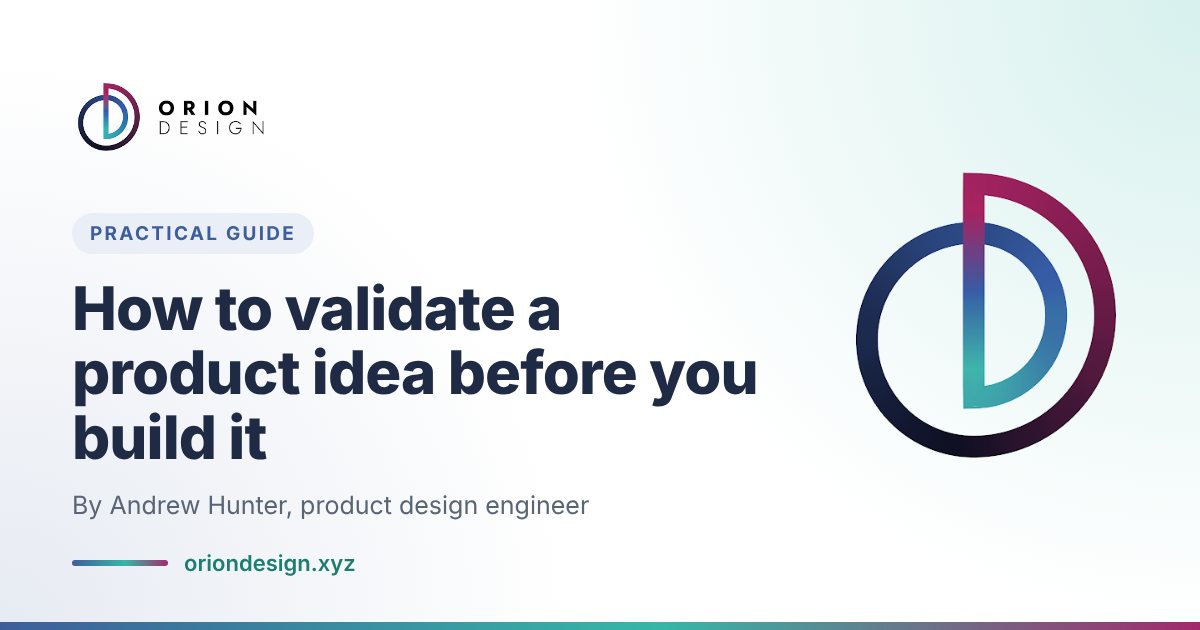 ORION
DESIGN
PRACTICAL GUIDE
How to validate a
product idea before you
build it
By Andrew Hunter, product design engineer
oriondesign.xyz